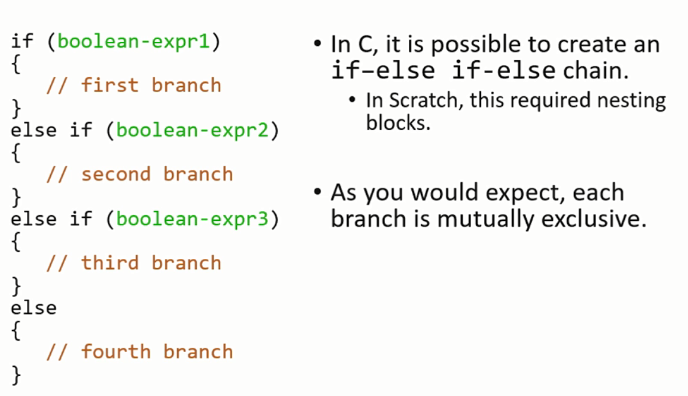 if (boolean-expr1)
{
   // first branch
}
else if (boolean-expr2)
{
   // second branch
}
else if (boolean-expr3)
{
   // third branch
}
else
{
   // fourth branch
}
• In C, it is possible to create an
if–else if-else chain.
• In Scratch, this required nesting
blocks.
• As you would expect, each
branch is mutually exclusive.